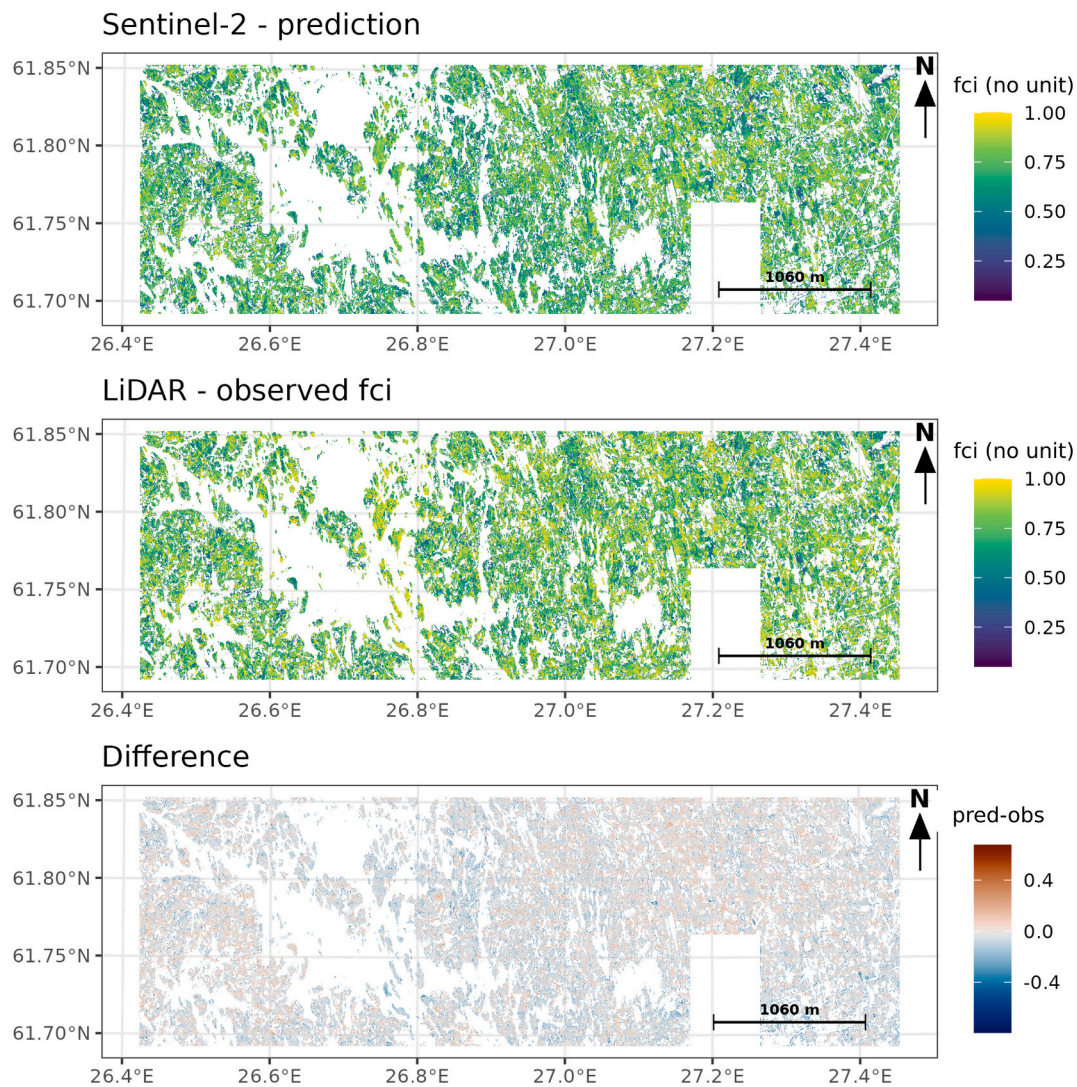 Sentinel-2 - prediction
61.85°N
61.80°N
61.75°N
61.70°N
N
1060 m
26.4°E 26.6°E 26.8°E 27.0°E 27.2°E 27.4°E
fci (no unit)
1.00
0.75
0.50
0.25
LiDAR - observed fci
61.85°N
61.80°N
61.75°N
61.70°N
N
1060 m
26.4°E 26.6°E 26.8°E 27.0°E 27.2°E 27.4°E
fci (no unit)
1.00
0.75
0.50
0.25
Difference
61.85°N
61.80°N
61.75°N
61.70°N
N
1060 m
26.4°E 26.6°E 26.8°E 27.0°E 27.2°E 27.4°E
pred-obs
0.4
0.0
-0.4